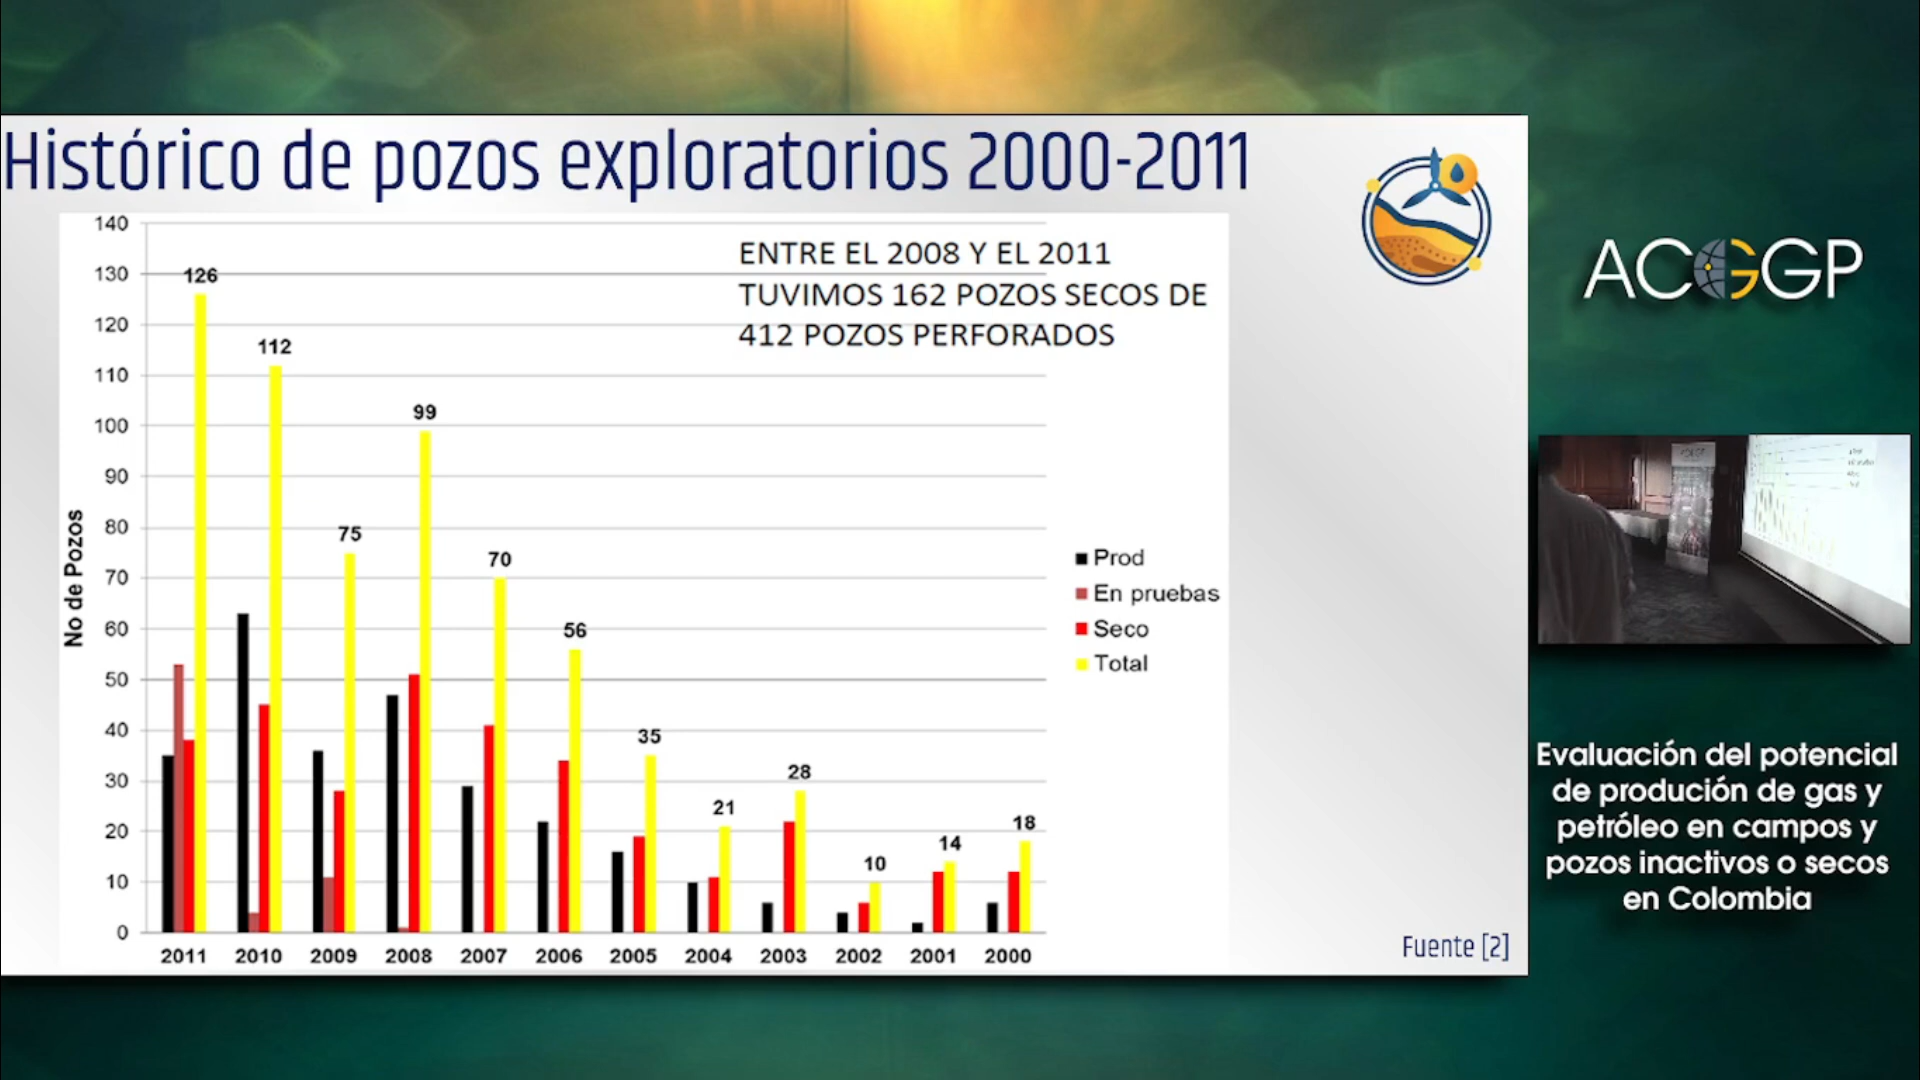 Histórico de pozos exploratorios 2000-2011
ENTRE EL 2008 Y EL 2011
TUVIMOS 162 POZOS SECOS DE
412 POZOS PERFORADOS
No de Pozos
140
130
120
110
100
90
80
70
60
50
40
30
20
10
0
126
112
75
99
70
56
35
21
28
10
14
18
2011 2010 2009 2008 2007 2006 2005 2004 2003 2002 2001 2000
Prod
En pruebas
Seco
Total
Fuente [2]
ACGGP
Evaluación del potencial
de produción de gas y
petróleo en campos y
pozos inactivos o secos
en Colombia